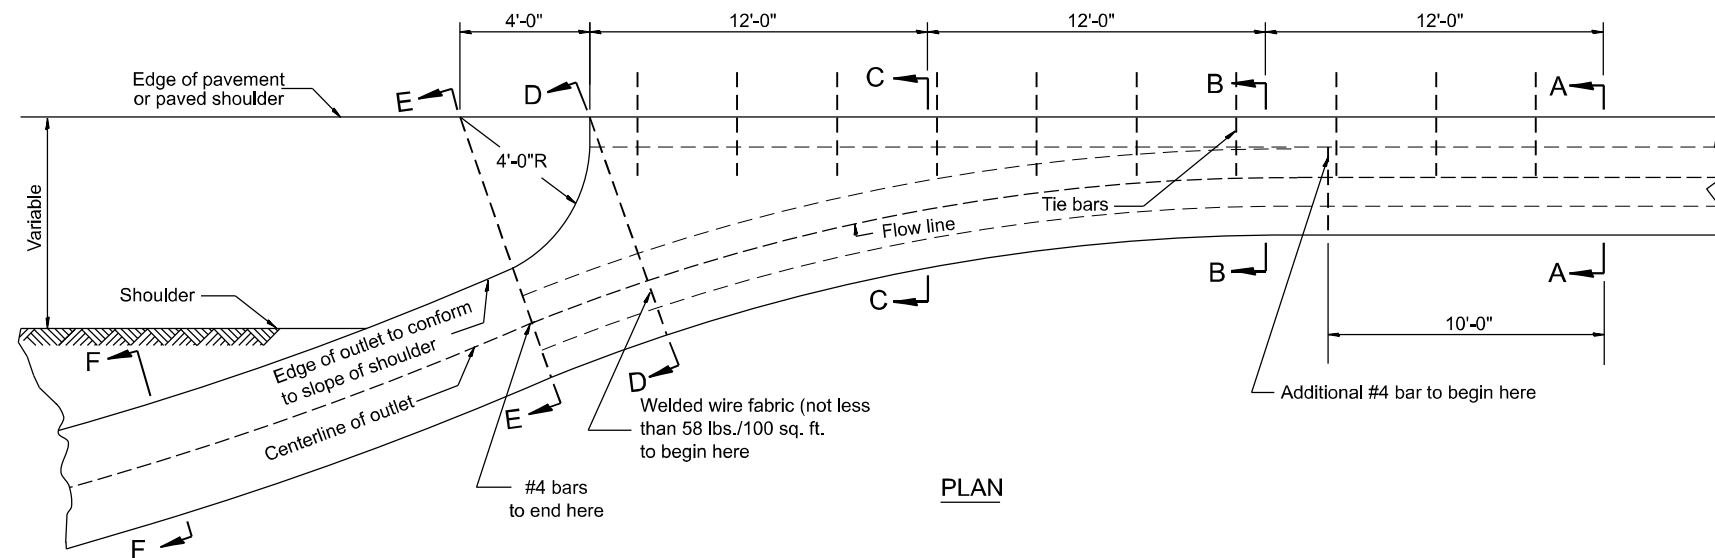 4'-0"
12'-0"
12'-0"
12'-0"
Edge of pavement
or paved shoulder
E
D
C
B
A
4'-0"R
Variable
Tie bars
Flow line
Shoulder
B
A
C
10'-0"
F
Edge of outlet to conform
to slope of shoulder
D
Additional #4 bar to begin here
E
Centerline of outlet
Welded wire fabric (not less
than 58 lbs./100 sq. ft.
to begin here
#4 bars
to end here
PLAN
F